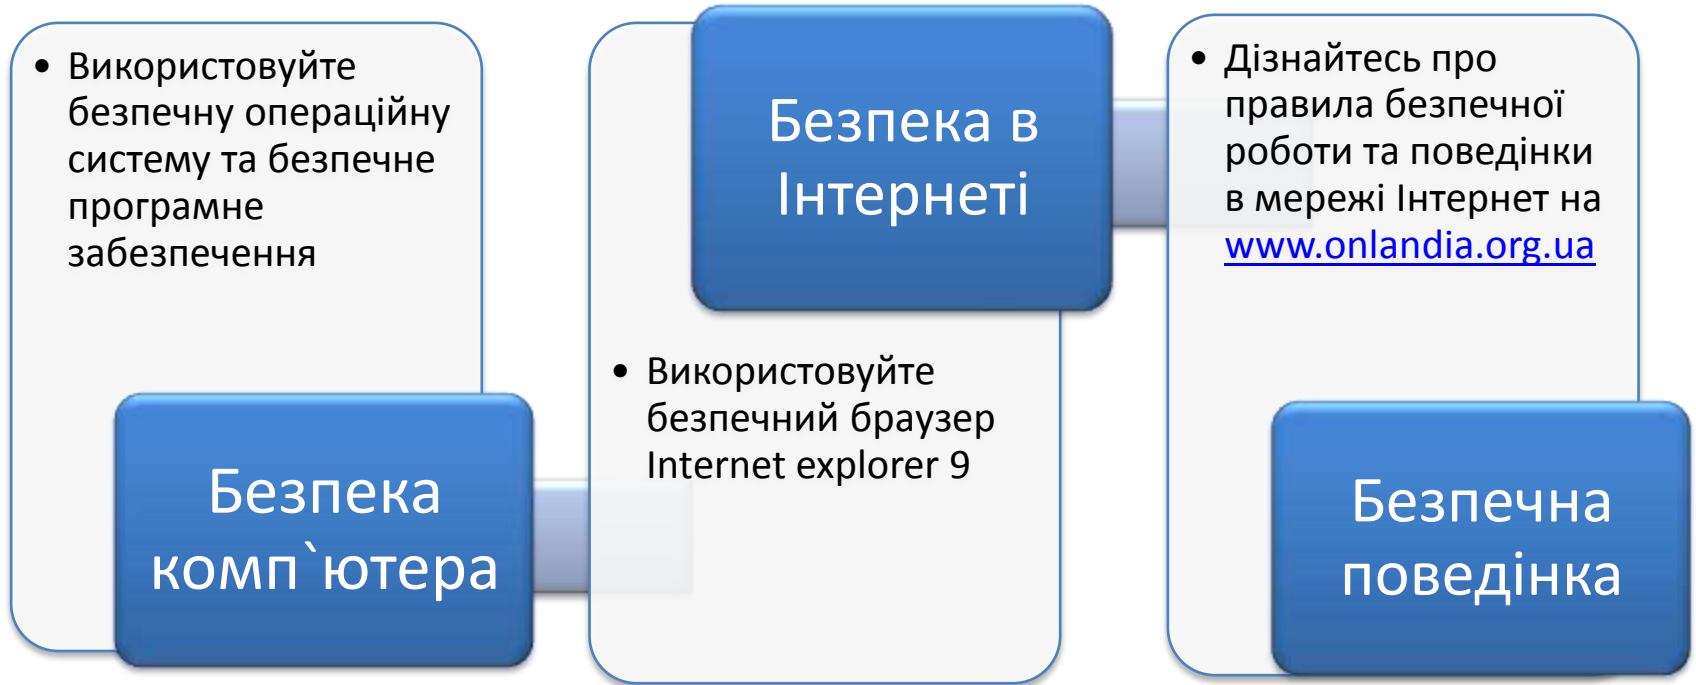 • Використовуйте
безпечну операційну
систему та безпечне
програмне
забезпечення
Безпека
комп`ютера
Безпека в
Інтернеті
• Використовуйте
безпечний браузер
Internet explorer 9
• Дізнайтесь про
правила безпечної
роботи та поведінки
в мережі Інтернет на
www.onlandia.org.ua
Безпечна
поведінка